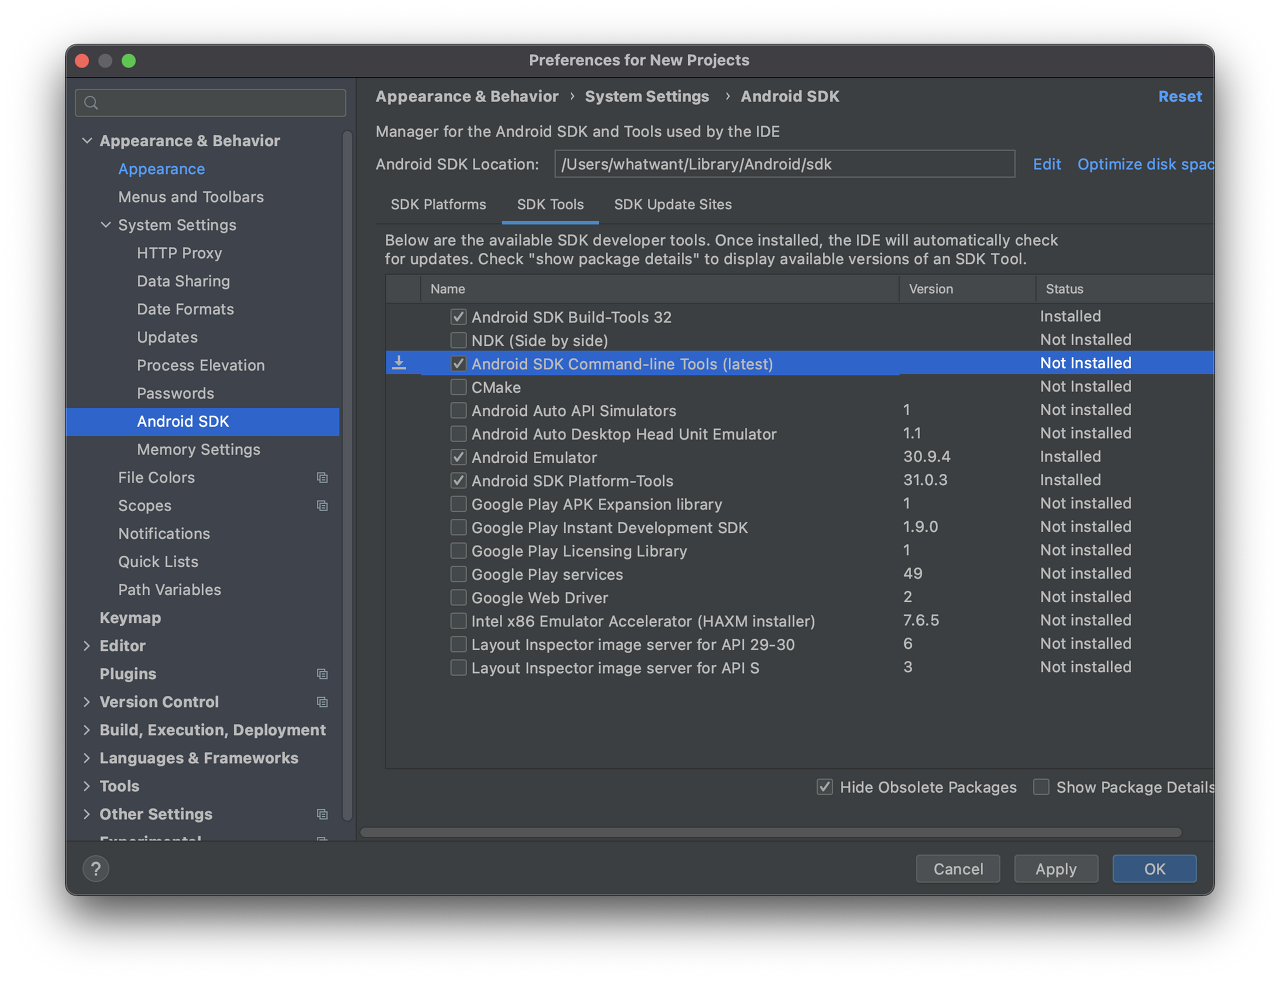 Preferences for New Projects
Appearance & Behavior
Appearance
Menus and Toolbars
System Settings
HTTP Proxy
Data Sharing
Date Formats
Updates
Process Elevation
Passwords
Android SDK
Memory Settings
File Colors
Scopes
Notifications
Quick Lists
Path Variables
Keymap
Editor
Plugins
Version Control
Build, Execution, Deployment
Languages & Frameworks
Tools
Other Settings
Experimental
Appearance & Behavior › System Settings › Android SDK Reset
Manager for the Android SDK and Tools used by the IDE
Android SDK Location: /Users/whatwant/Library/Android/sdk Edit Optimize disk spac
SDK Platforms SDK Tools SDK Update Sites
Below are the available SDK developer tools. Once installed, the IDE will automatically check
for updates. Check "show package details" to display available versions of an SDK Tool.
Name Version Status
Android SDK Build-Tools 32 Installed
NDK (Side by side) Not Installed
Android SDK Command-line Tools (latest) Not Installed
CMake Not Installed
Android Auto API Simulators 1 Not installed
Android Auto Desktop Head Unit Emulator 1.1 Not installed
Android Emulator 30.9.4 Installed
Android SDK Platform-Tools 31.0.3 Installed
Google Play APK Expansion library 1 Not installed
Google Play Instant Development SDK 1.9.0 Not installed
Google Play Licensing Library 1 Not installed
Google Play services 49 Not installed
Google Web Driver 2 Not installed
Intel x86 Emulator Accelerator (HAXM installer) 7.6.5 Not installed
Layout Inspector image server for API 29-30 6 Not installed
Layout Inspector image server for API S 3 Not installed
Hide Obsolete Packages Show Package Details
? Cancel Apply OK